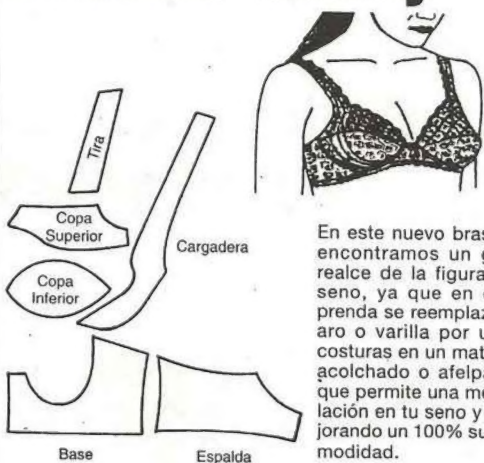 Tira
Copa
Superior
Cargadera
Copa
Inferior
Base
Espalda
En este nuevo bras
encontramos un g
realce de la figura
seno, ya que en e
prenda se reemplaz
aro o varilla por u
costuras en un mat
acolchado o afelpa
que permite una mo
lación en tu seno y
jorando un 100% su
modidad.